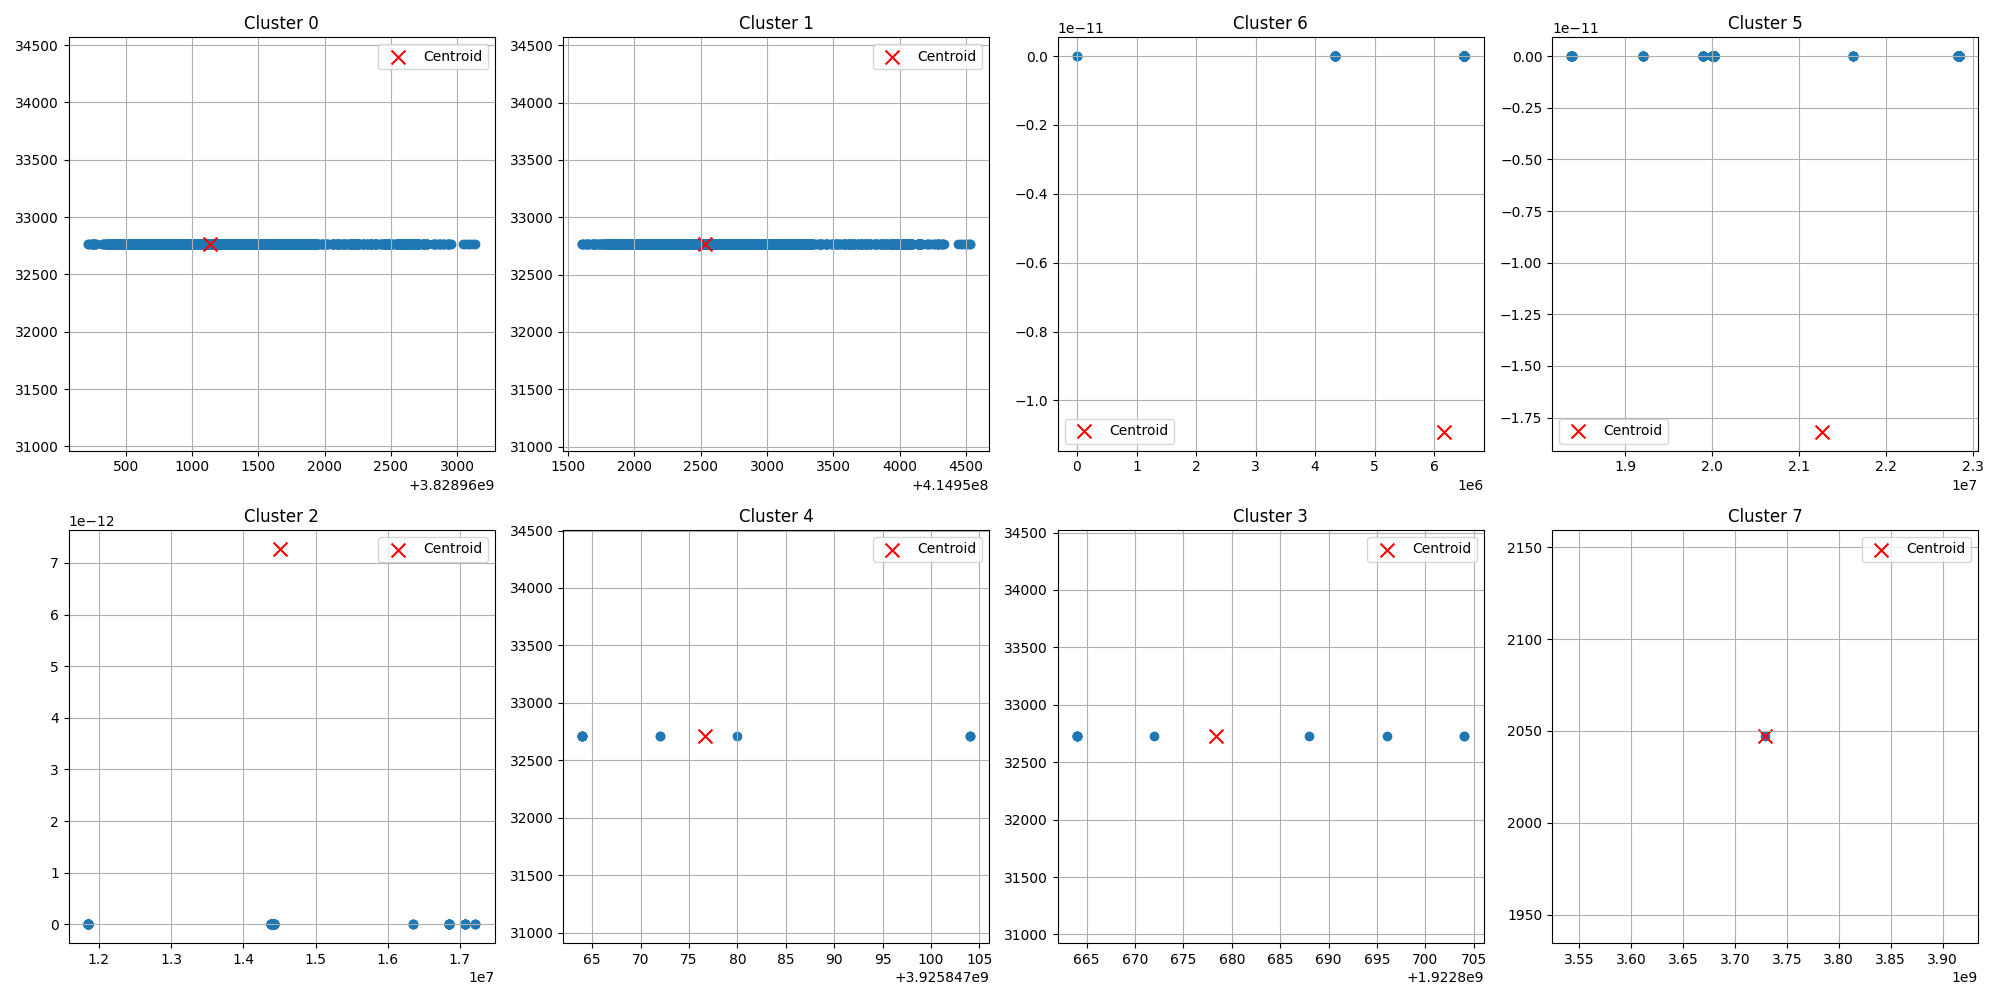 Cluster 0
34500
34000
33500
33000
32500
32000
31500
31000
500 1000 1500 2000 2500 3000
+3.82896e9
Centroid
Cluster 1
34500
34000
33500
33000
32500
32000
31500
31000
1500 2000 2500 3000 3500 4000 4500
+4.1495e8
Centroid
Cluster 6
1e−11
0.0
−0.2
−0.4
−0.6
−0.8
−1.0
0 1 2 3 4 5 6
1e6
Centroid
Cluster 5
1e−11
0.00
−0.25
−0.50
−0.75
−1.00
−1.25
−1.50
−1.75
1.9 2.0 2.1 2.2 2.3
1e7
Centroid
Cluster 2
1e−12
7
6
5
4
3
2
1
0
1.2 1.3 1.4 1.5 1.6 1.7
1e7
Centroid
Cluster 4
34500
34000
33500
33000
32500
32000
31500
31000
65 70 75 80 85 90 95 100 105
+3.925847e9
Centroid
Cluster 3
34500
34000
33500
33000
32500
32000
31500
31000
665 670 675 680 685 690 695 700 705
+1.9228e9
Centroid
Cluster 7
2150
2100
2050
2000
1950
3.55 3.60 3.65 3.70 3.75 3.80 3.85 3.90
1e9
Centroid